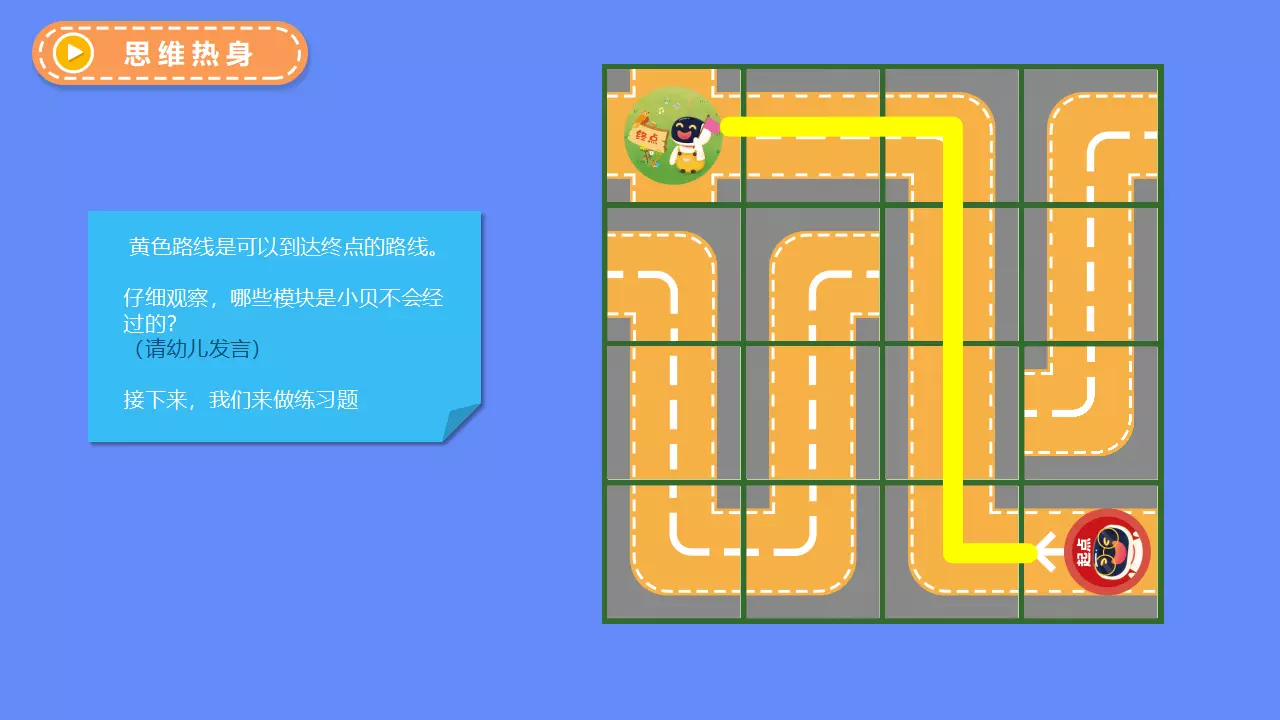 思维热身
黄色路线是可以到达终点的路线。
仔细观察，哪些模块是小贝不会经
过的？
（请幼儿发言）
接下来，我们来做练习题
终点
起点